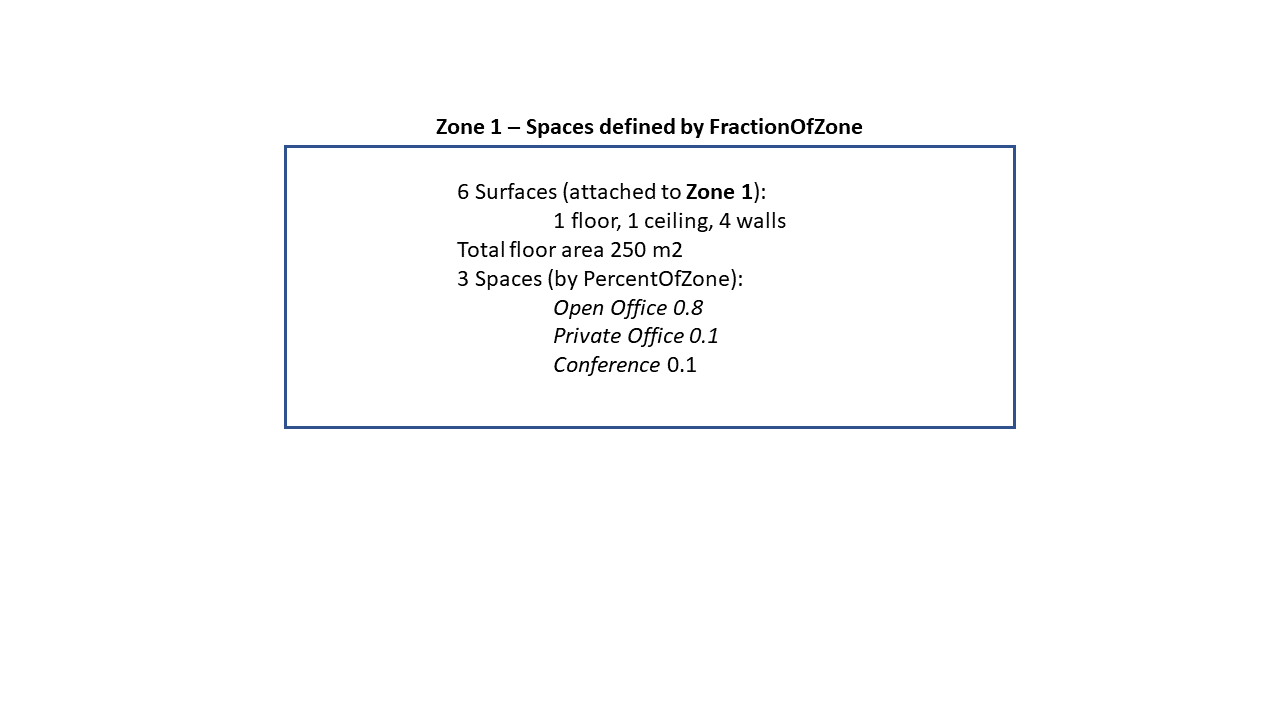 Zone 1 – Spaces defined by FractionOfZone
6 Surfaces (attached to Zone 1):
1 floor, 1 ceiling, 4 walls
Total floor area 250 m2
3 Spaces (by PercentOfZone):
Open Office 0.8
Private Office 0.1
Conference 0.1